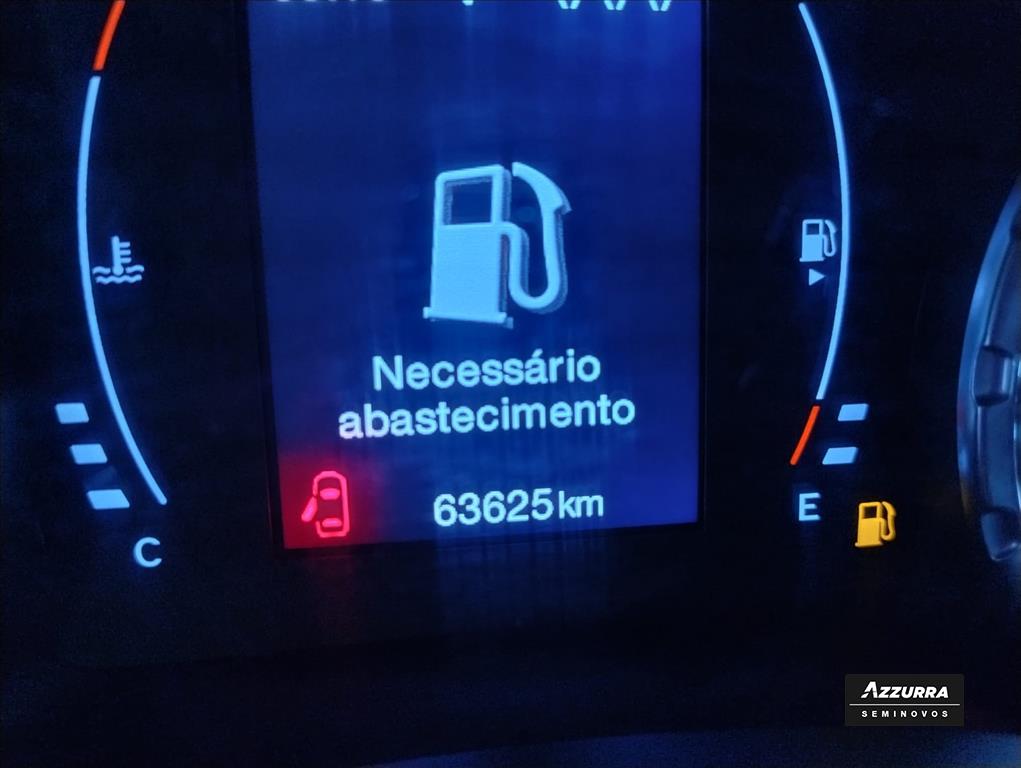 Necessário
abastecimento
63625 km
C
E
AZZURRA
SEMINOVOS